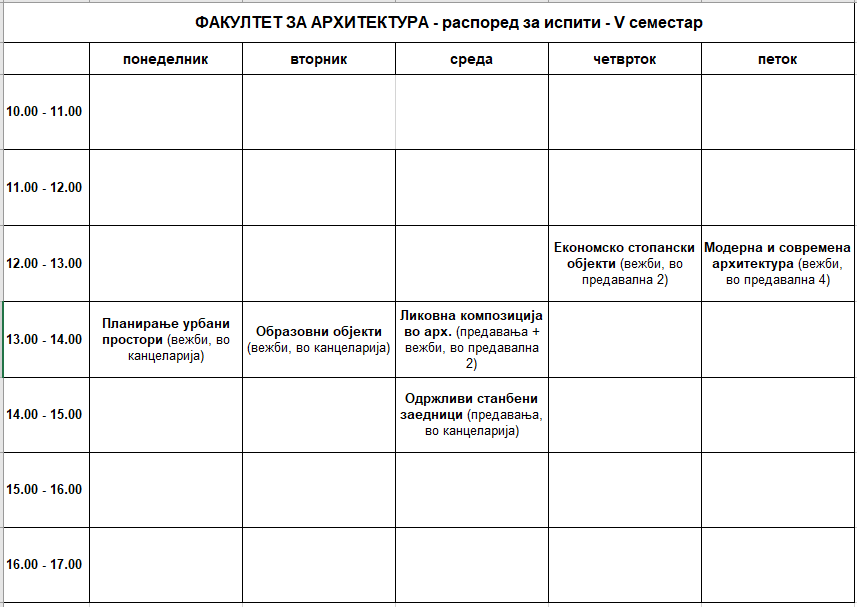 ФАКУЛТЕТ ЗА АРХИТЕКТУРА - распоред за испити - V семестар
понеделник вторник среда четврток петок
10.00 - 11.00
11.00 - 12.00
12.00 - 13.00
Економско стопански
објекти (вежби, во
предавална 2)
Модерна и современа
архитектура (вежби,
во предавална 4)
13.00 - 14.00
Планирање урбани
простори (вежби, во
канцеларија)
Образовни објекти
(вежби, во канцеларија)
Ликовна композиција
во арх. (предавања +
вежби, во предавална
2)
14.00 - 15.00
Одржливи станбени
заедници (предавања,
во канцеларија)
15.00 - 16.00
16.00 - 17.00